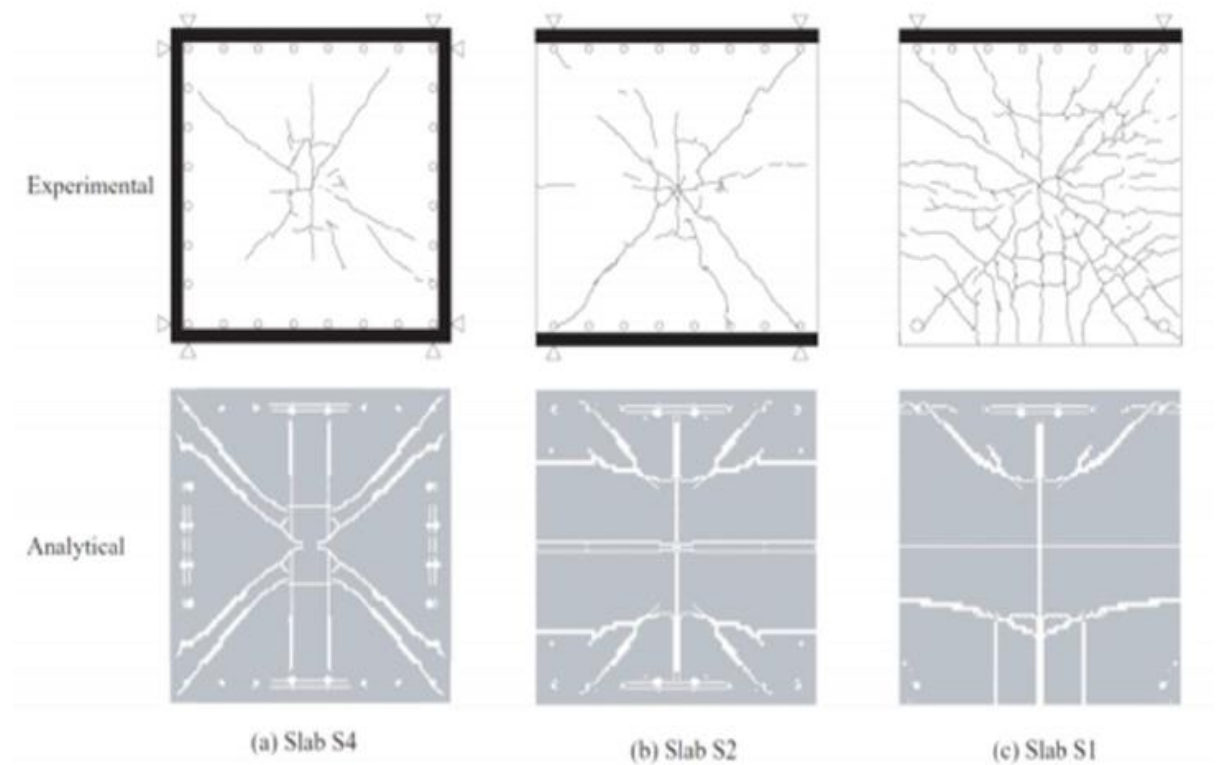 Experimental
Analytical
(a) Slab S4
(b) Slab S2
(c) Slab S1